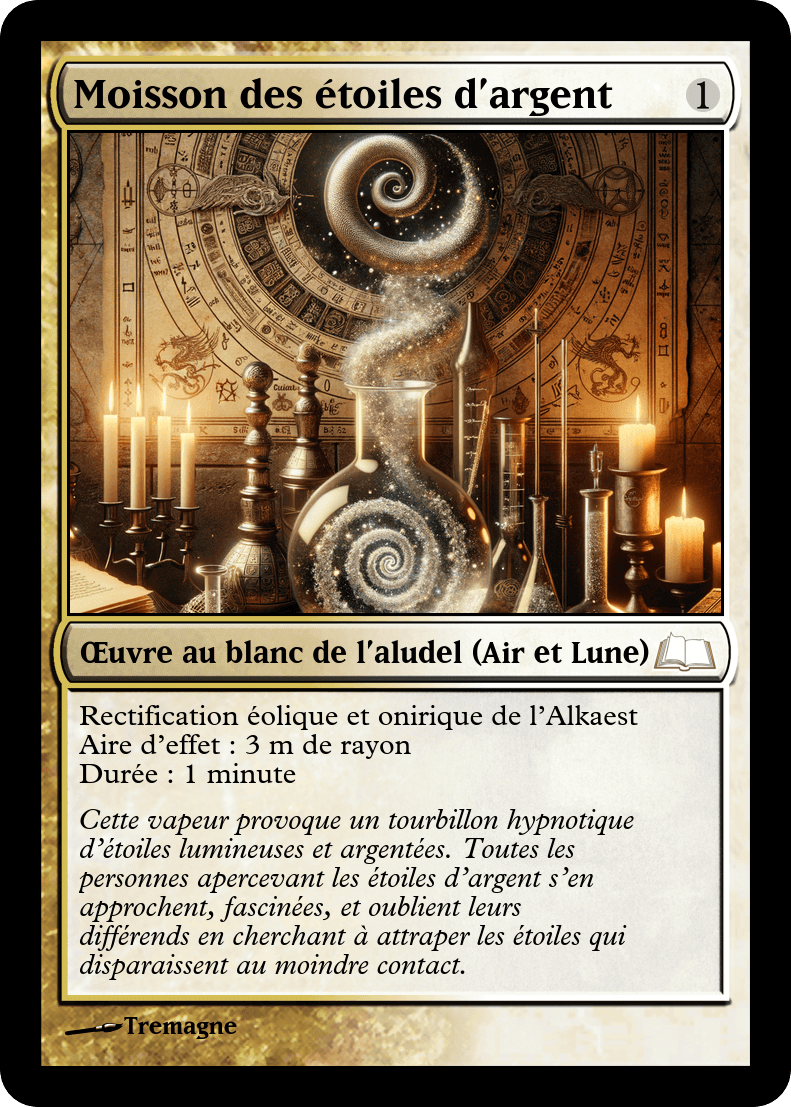 Moisson des étoiles d'argent 1
Œuvre au blanc de l'aludel (Air et Lune)
Rectification éolique et onirique de l'Alkaest
Aire d'effet : 3 m de rayon
Durée : 1 minute
Cette vapeur provoque un tourbillon hypnotique
d'étoiles lumineuses et argentées. Toutes les
personnes apercevant les étoiles d'argent s'en
approchent, fascinées, et oublient leurs
différends en cherchant à attraper les étoiles qui
disparaissent au moindre contact.
Tremagne